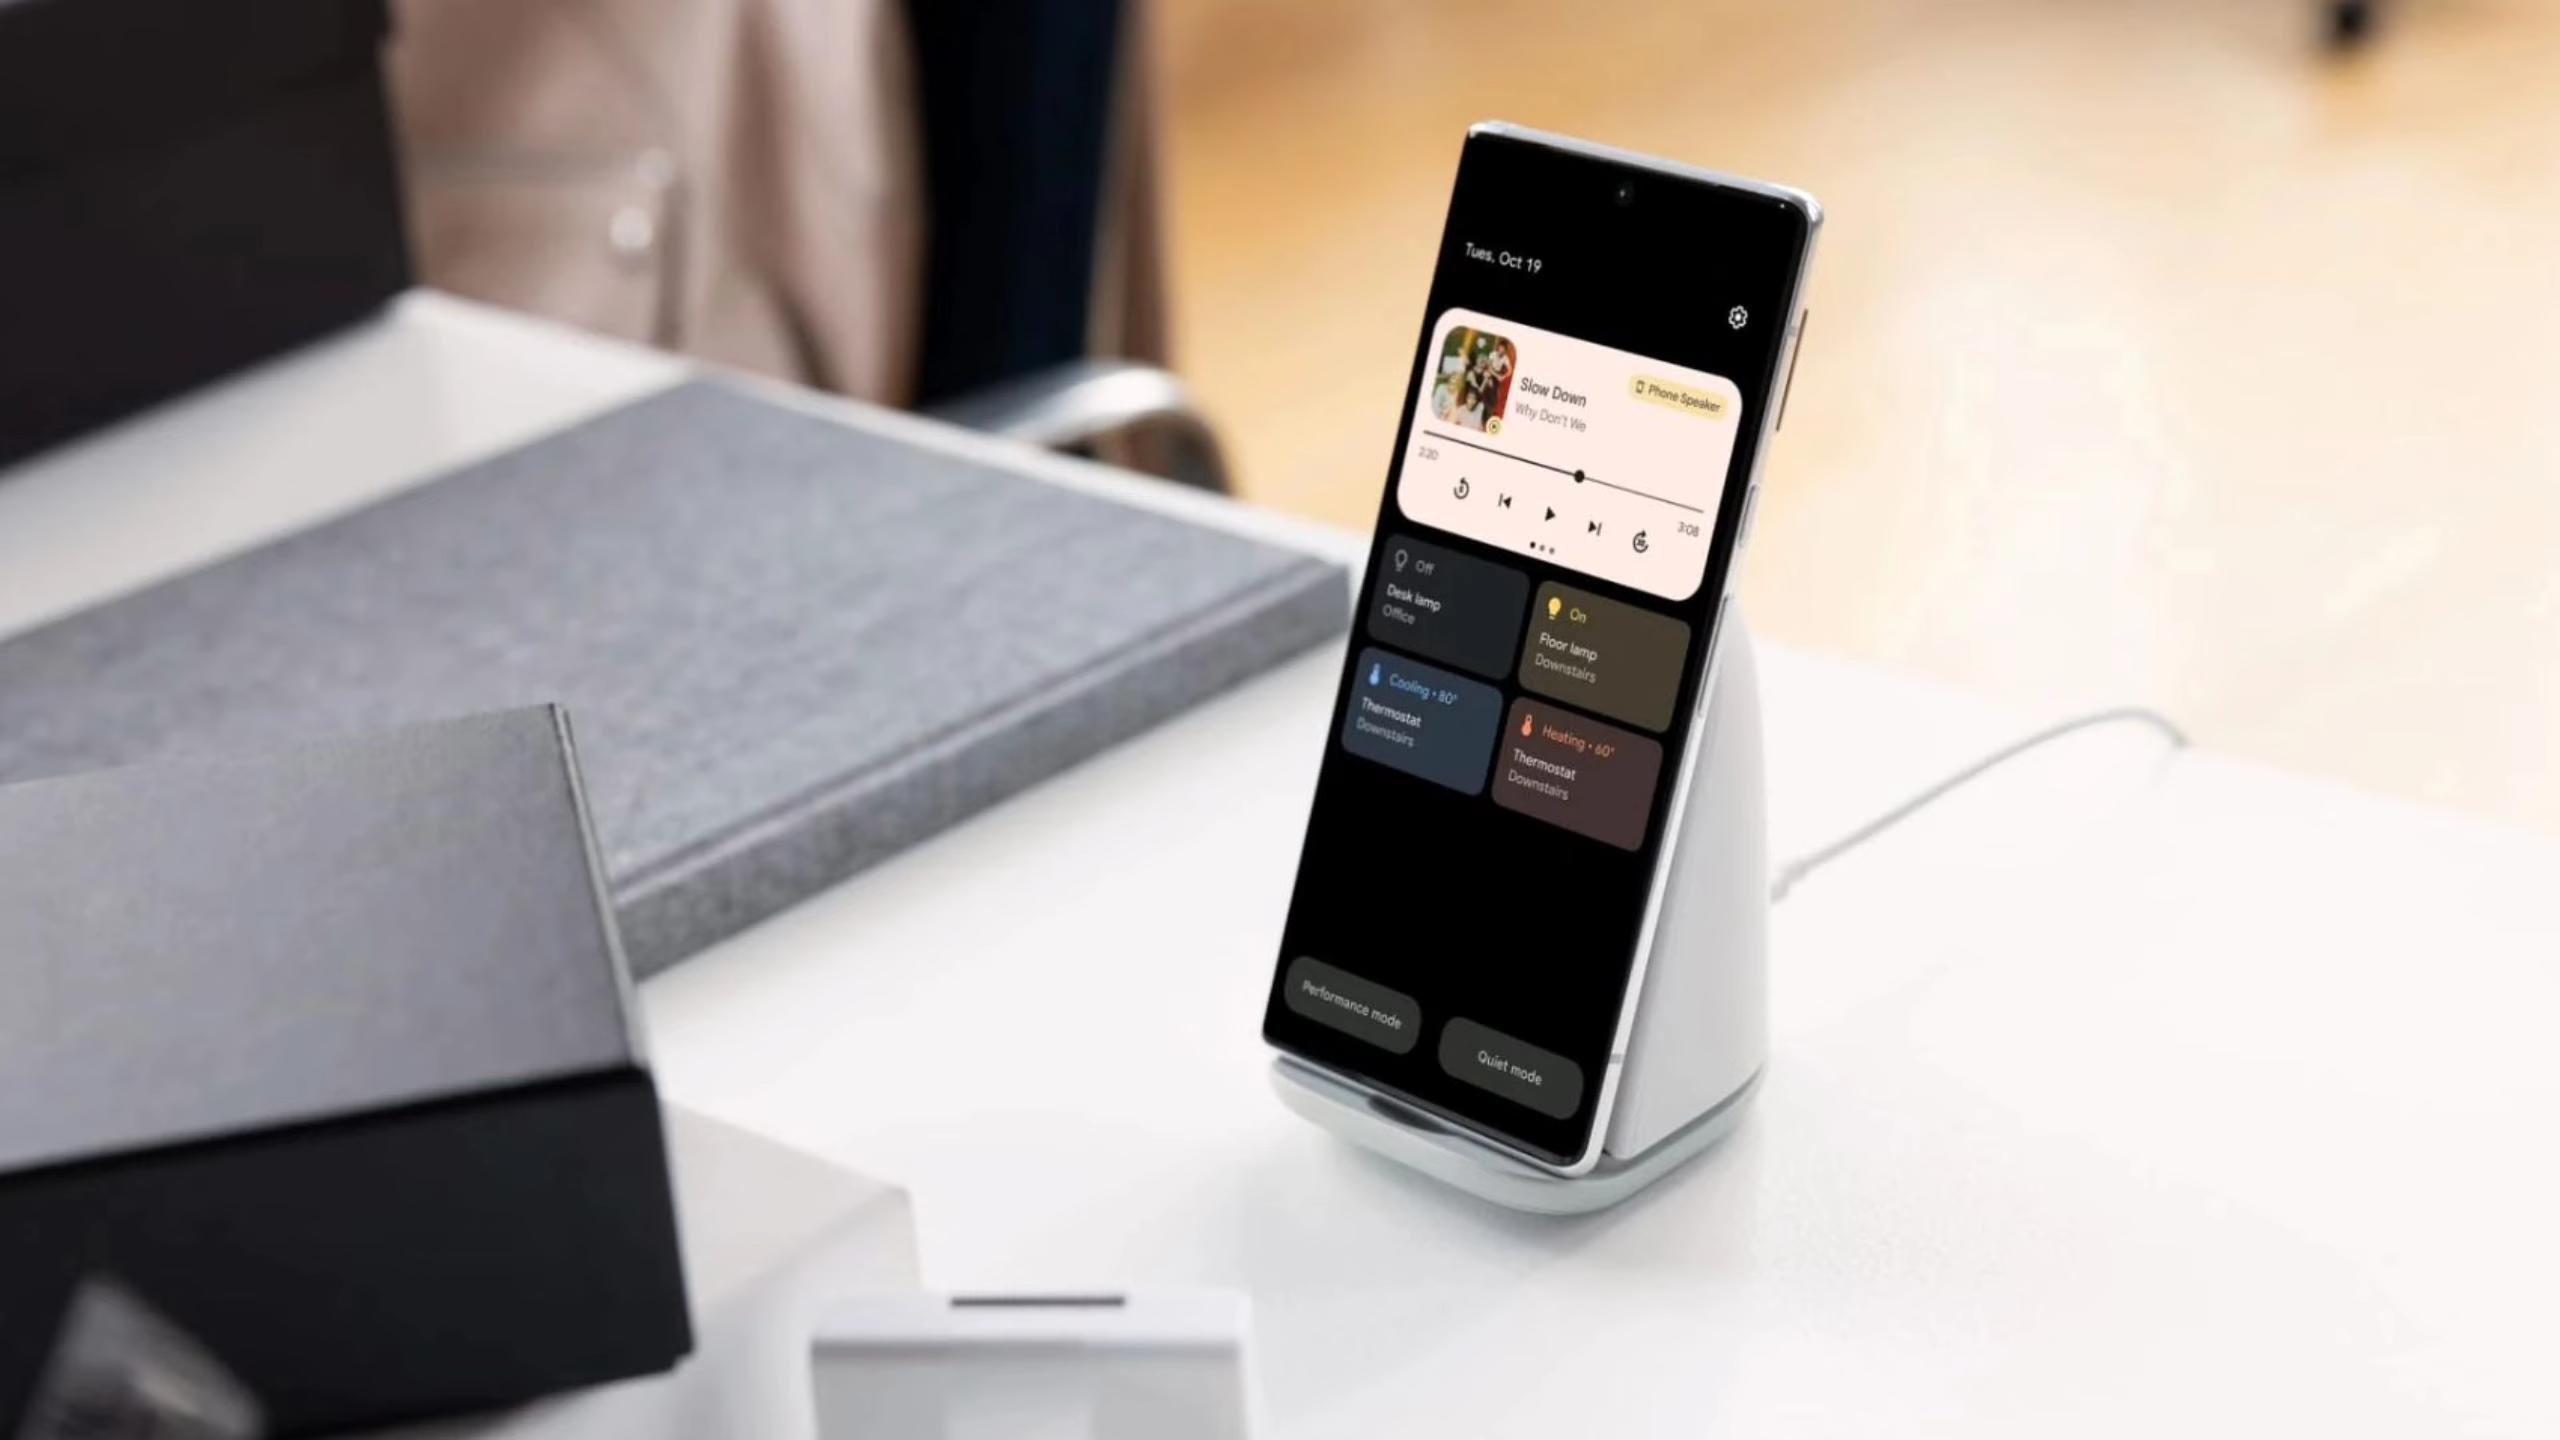 Tues, Oct 19
Slow Down
Why Don't We
Phone Speaker
2:20
3:08
Off
Desk lamp
Office
On
Floor lamp
Downstairs
Cooling • 80°
Thermostat
Downstairs
Heating • 60°
Thermostat
Downstairs
Performance mode
Quiet mode